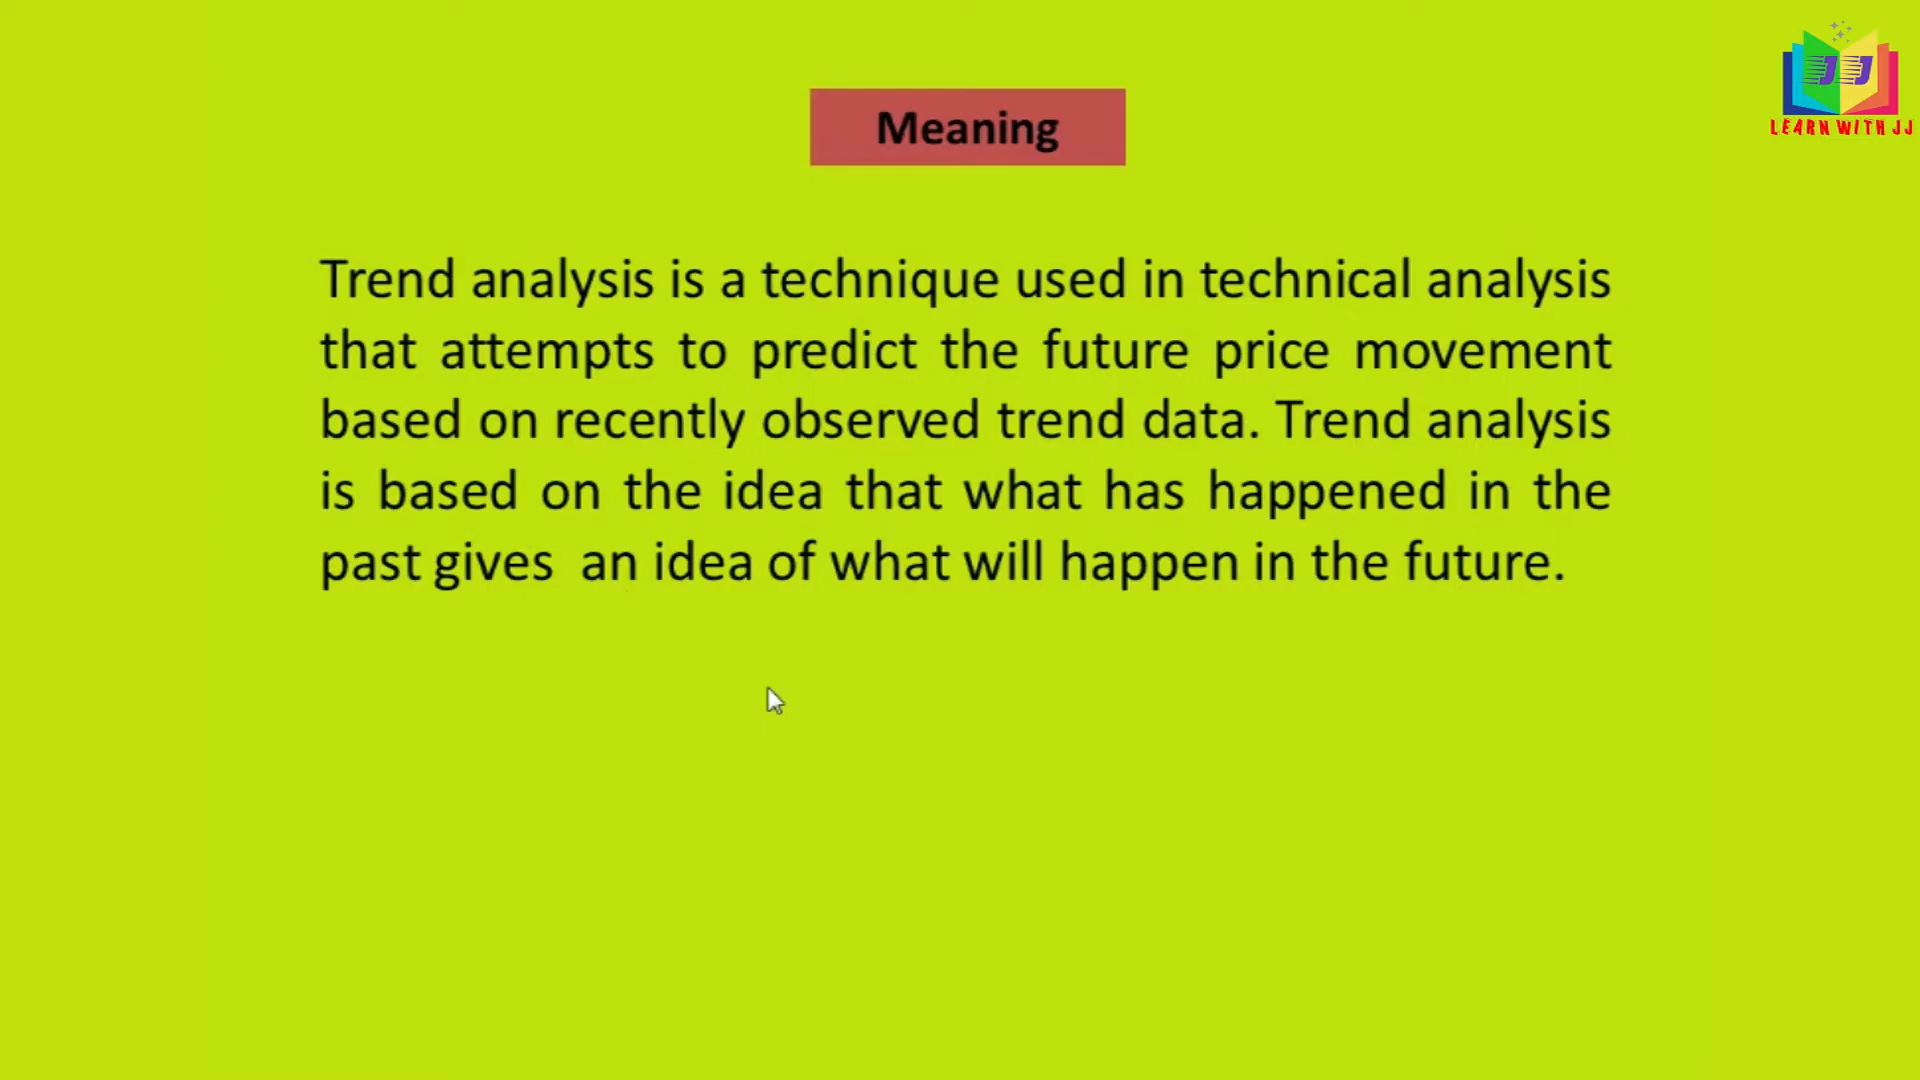 Meaning
JJ
LEARN WITH JJ
Trend analysis is a technique used in technical analysis
that attempts to predict the future price movement
based on recently observed trend data. Trend analysis
is based on the idea that what has happened in the
past gives  an idea of what will happen in the future.